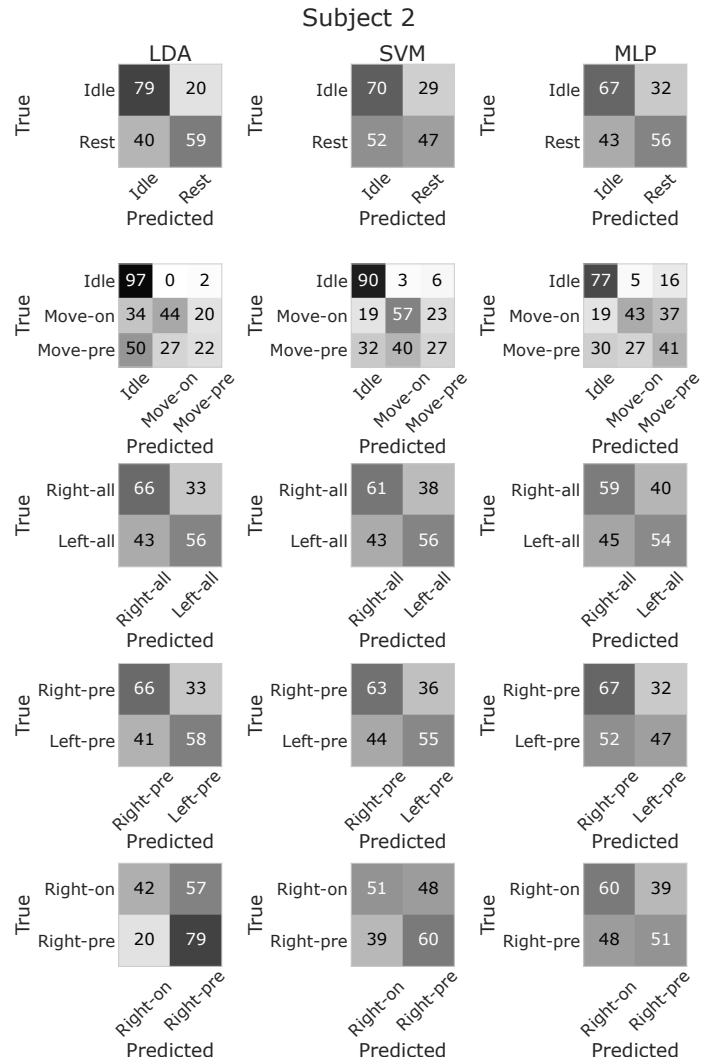 Subject 2
LDA SVM MLP
True Idle 79 20 True Idle 70 29 True Idle 67 32
Rest 40 59 Rest 52 47 Rest 43 56
Idle Rest Idle Rest Idle Rest
Predicted Predicted Predicted
True Idle 97 0 2 True Idle 90 3 6 True Idle 77 5 16
Move-on 34 44 20 Move-on 19 57 23 Move-on 19 43 37
Move-pre 50 27 22 Move-pre 32 40 27 Move-pre 30 27 41
Idle Move-on Move-pre Idle Move-on Move-pre Idle Move-on Move-pre
Predicted Predicted Predicted
True Right-all 66 33 True Right-all 61 38 True Right-all 59 40
Left-all 43 56 Left-all 43 56 Left-all 45 54
Right-all Left-all Right-all Left-all Right-all Left-all
Predicted Predicted Predicted
True Right-pre 66 33 True Right-pre 63 36 True Right-pre 67 32
Left-pre 41 58 Left-pre 44 55 Left-pre 52 47
Right-pre Left-pre Right-pre Left-pre Right-pre Left-pre
Predicted Predicted Predicted
True Right-on 42 57 True Right-on 51 48 True Right-on 60 39
Right-pre 20 79 Right-pre 39 60 Right-pre 48 51
Right-on Right-pre Right-on Right-pre Right-on Right-pre
Predicted Predicted Predicted